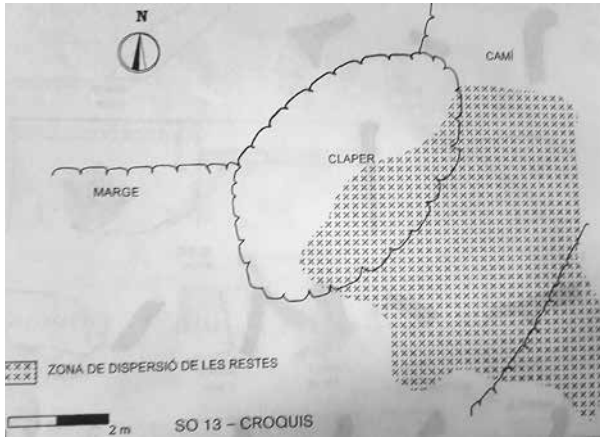 N
CAMÍ
CLAPER
MARGE
ZONA DE DISPERSIÓ DE LES RESTES
2 m
SO 13 – CROQUIS